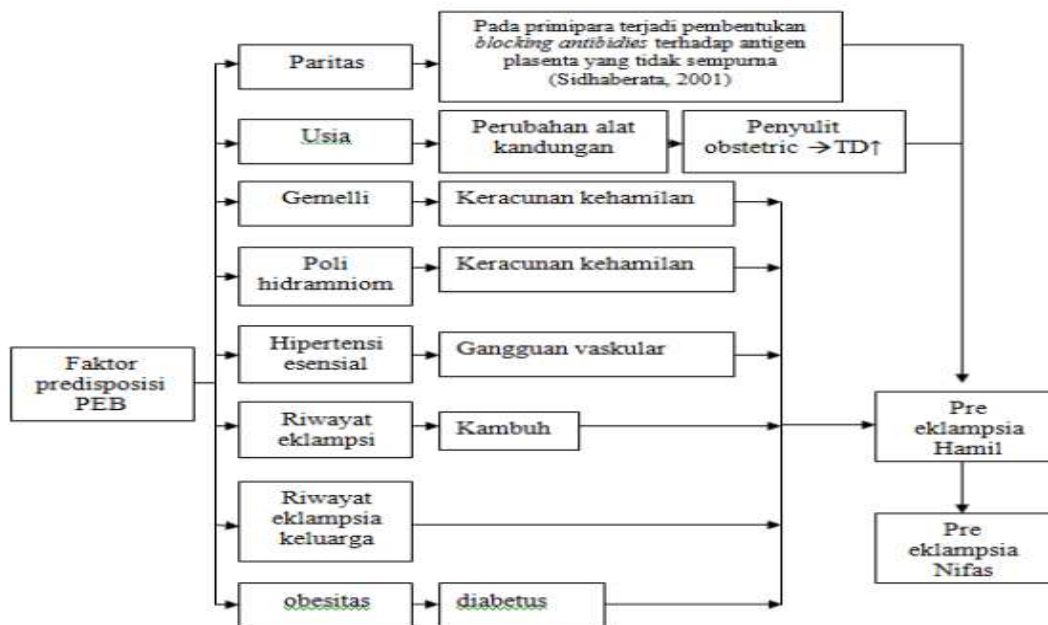 Pada primipara terjadi pembentukan
blocking antibidies terhadap antigen
plasenta yang tidak sempurna
(Sidhaberata, 2001)
Paritas
Usia
Perubahan alat
kandungan
Penyulit
obstetric →TD↑
Gemelli
Keracunan kehamilan
Poli
hidramniom
Keracunan kehamilan
Hipertensi
esensial
Gangguan vaskular
Faktor
predisposisi
PEB
Riwayat
eklampsi
Kambuh
Pre
eklampsia
Hamil
Riwayat
eklampsia
keluarga
Pre
eklampsia
Nifas
obesitas
diabetus